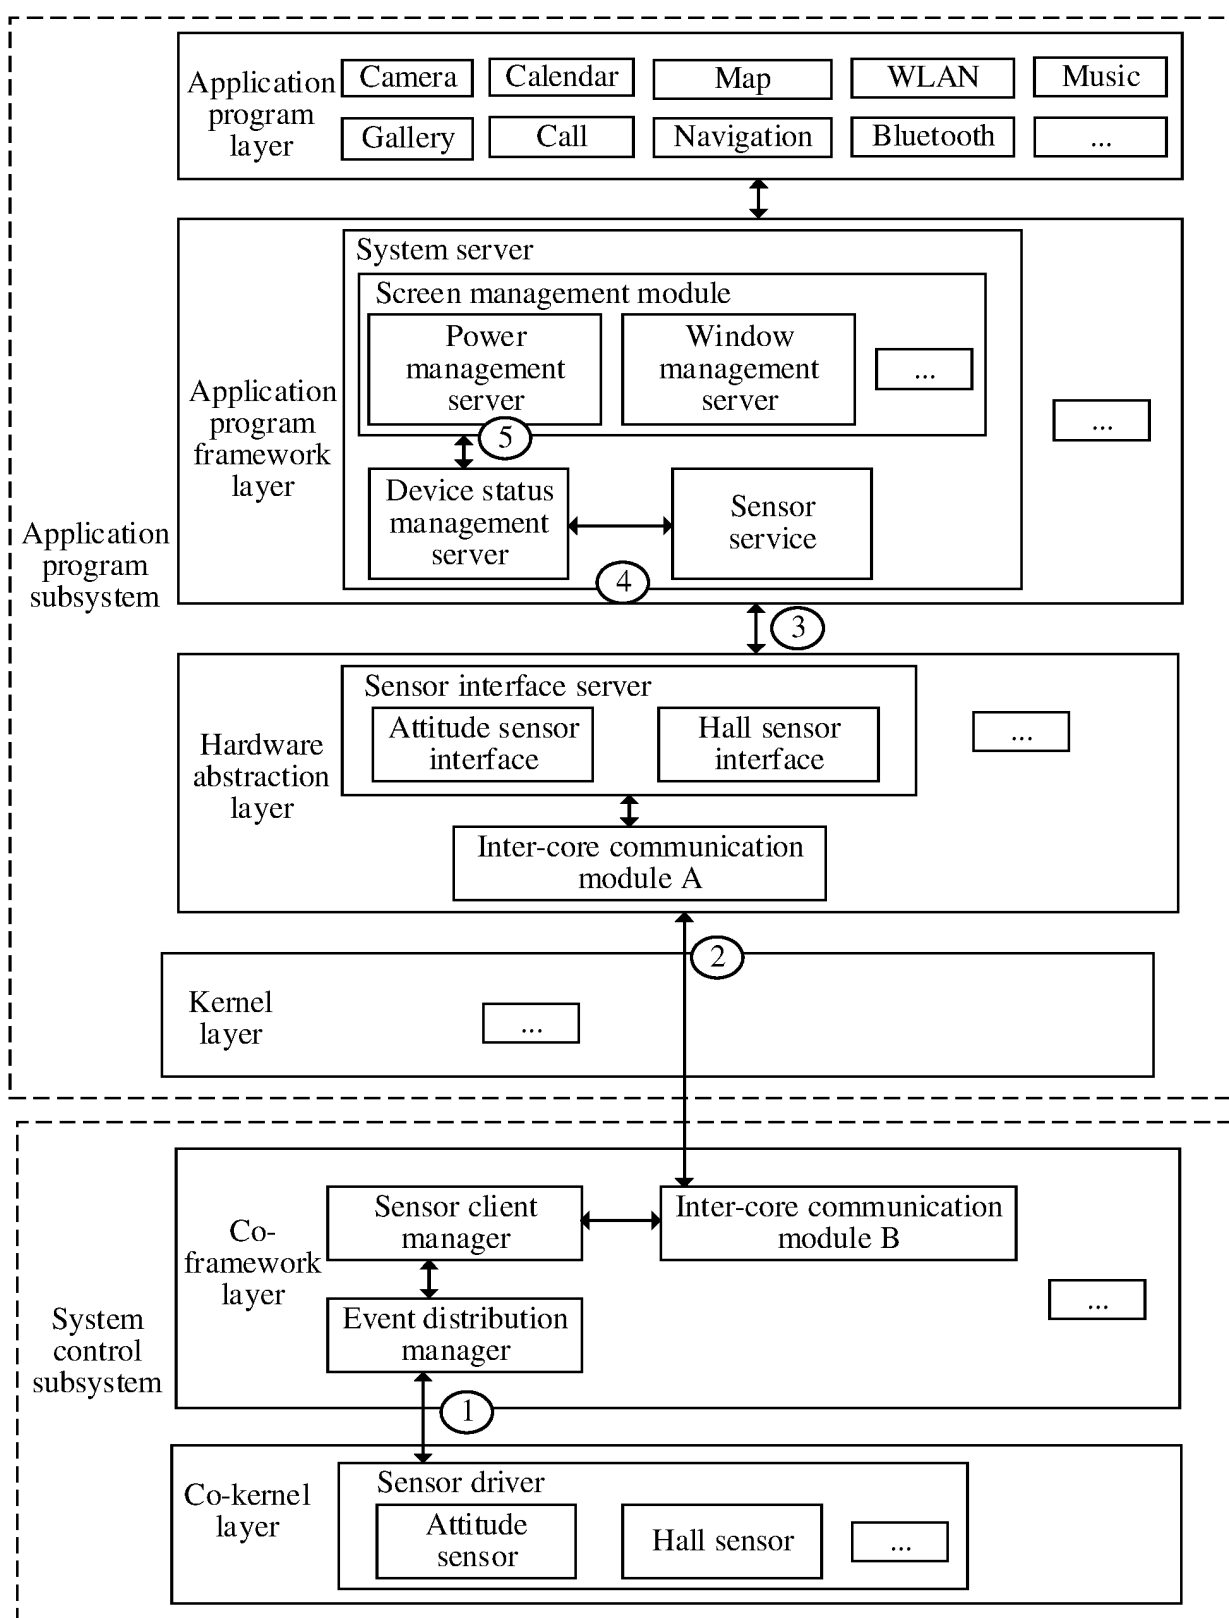 Application
program
layer
Camera
Calendar
Map
WLAN
Music
Gallery
Call
Navigation
Bluetooth
...
Application
program
subsystem
Application
program
framework
layer
System server
Screen management module
Power
management
server
Window
management
server
...
...
5
Device status
management
server
Sensor
service
4
3
Hardware
abstraction
layer
Sensor interface server
Attitude sensor
interface
Hall sensor
interface
...
Inter-core communication
module A
2
Kernel
layer
...
System
control
subsystem
Co-
framework
layer
Sensor client
manager
Inter-core communication
module B
Event distribution
manager
...
1
Co-kernel
layer
Sensor driver
Attitude
sensor
Hall sensor
...